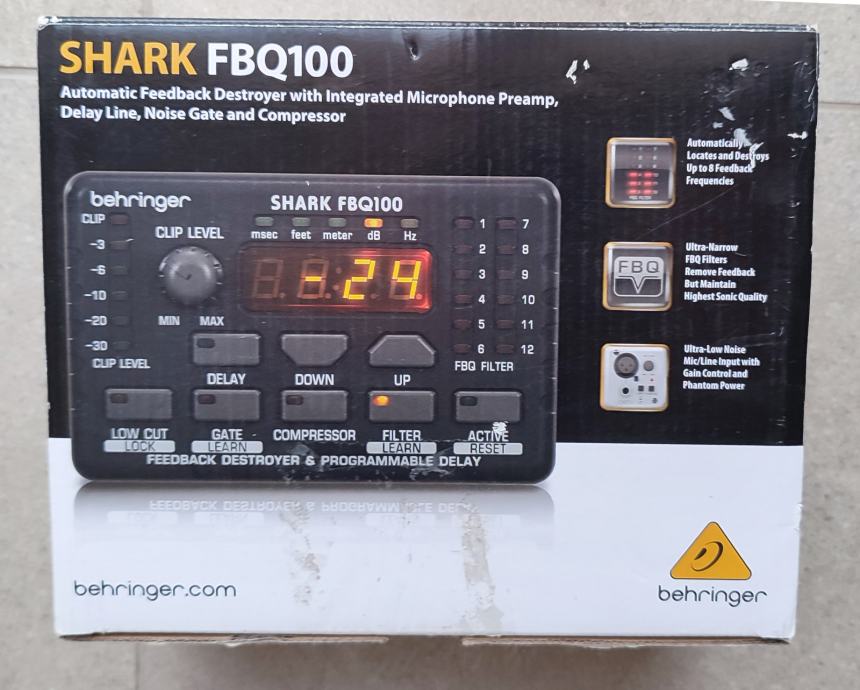 SHARK FBQ100
Automatic Feedback Destroyer with Integrated Microphone Preamp,
Delay Line, Noise Gate and Compressor
Automatically
Locates and Destroys
Up to 8 Feedback
Frequencies
behringer
SHARK FBQ100
CLIP
-3
-6
-10
-20
-30
CLIP LEVEL
CLIP LEVEL
MIN MAX
msec feet meter dB Hz
-24
1 7
2 8
3 9
4 10
5 11
6 12
FBQ FILTER
DELAY DOWN UP
LOW CUT GATE COMPRESSOR FILTER ACTIVE
LOCK LEARN LEARN RESET
FEEDBACK DESTROYER & PROGRAMMABLE DELAY
FBQ
Ultra-Narrow
FBQ Filters
Remove Feedback
But Maintain
Highest Sonic Quality
Ultra-Low Noise
Mic/Line Input with
Gain Control and
Phantom Power
FEEDBACK DESTROYER & PROGRAMMABLE DELAY
behringer.com
behringer